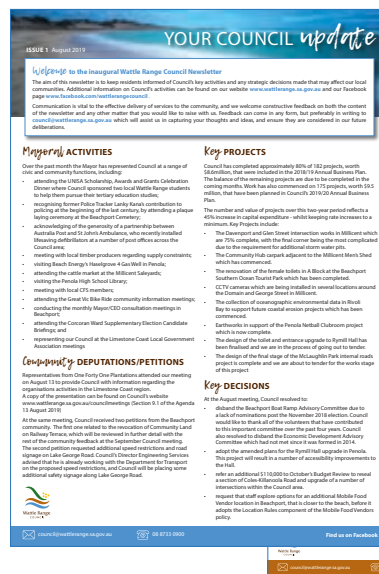 YOUR COUNCIL update
ISSUE 1 August 2019
Welcome to the inaugural Wattle Range Council Newsletter
The aim of this newsletter is to keep residents informed of Council's key activities and any strategic decisions made that may affect our local
communities. Additional information on Council's activities can be found on our website www.wattlerange.sa.gov.au and our Facebook
page www.facebook.com/wattlerangecouncil
Communication is vital to the effective delivery of services to the community, and we welcome constructive feedback on both the content
of the newsletter and any other matter that you would like to raise with us. Feedback can come in any form, but preferably in writing to
council@wattlerange.sa.gov.au which will assist us in capturing your thoughts and ideas, and ensure they are considered in our future
deliberations.
Mayoral ACTIVITIES
Over the past month the Mayor has represented Council at a range of
civic and community functions, including:
• attending the UNISA Scholarship, Awards and Grants Celebration
Dinner where Council sponsored two local Wattle Range students
to help them pursue their tertiary education studies;
• recognising former Police Tracker Lanky Kana's contribution to
policing at the beginning of the last century, by attending a plaque
laying ceremony at the Beachport Cemetery;
• acknowledging the generosity of a partnership between
Australia Post and St John's Ambulance, who recently installed
lifesaving defibrillators at a number of post offices across the
Council area;
• meeting with local timber producers regarding supply constraints;
• visiting Beach Energy's Haselgrove 4 Gas Well in Penola;
• attending the cattle market at the Millicent Saleyards;
• visiting the Penola High School Library;
• meeting with local CFS members;
• attending the Great Vic Bike Ride community information meetings;
• conducting the monthly Mayor/CEO consultation meetings in
Beachport;
• attending the Corcoran Ward Supplementary Election Candidate
Briefings; and
• representing our Council at the Limestone Coast Local Government
Association meetings
Community DEPUTATIONS/PETITIONS
Representatives from One Forty One Plantations attended our meeting
on August 13 to provide Council with information regarding the
organisations activities in the Limestone Coast region.
A copy of the presentation can be found on Council's website
www.wattlerange.sa.gov.au/councilmeetings (Section 9.1 of the Agenda
13 August 2019)
At the same meeting, Council received two petitions from the Beachport
community. The first one related to the revocation of Community Land
on Railway Terrace, which will be reviewed in further detail with the
rest of the community feedback at the September Council meeting.
The second petition requested additional speed restrictions and road
signage on Lake George Road. Council's Director Engineering Services
advised that he is already working with the Department for Transport
on the proposed speed restrictions, and Council will be placing some
additional safety signage along Lake George Road.
Wattle Range
Key PROJECTS
Council has completed approximately 80% of 182 projects, worth
$8.6million, that were included in the 2018/19 Annual Business Plan.
The balance of the remaining projects are due to be completed in the
coming months. Work has also commenced on 175 projects, worth $9.5
million, that have been planned in Council's 2019/20 Annual Business
Plan.
The number and value of projects over this two-year period reflects a
45% increase in capital expenditure - whilst keeping rate increases to a
minimum. Key Projects include:
• The Davenport and Glen Street intersection works in Millicent which
are 75% complete, with the final corner being the most complicated
due to the requirement for additional storm water pits.
• The Community Hub carpark adjacent to the Millicent Mer's Shed
which has commenced.
• The renovation of the female toilets in A Block at the Beachport
Southern Ocean Tourist Park which has been completed.
• CCTV cameras which are being installed in several locations around
the Domain and George Street in Millicent.
• The collection of oceanographic environmental data in Rivoli
Bay to support future coastal erosion projects which has been
commenced.
• Earthworks in support of the Penola Netball Clubroom project
which is now complete.
• The design of the toilet and entrance upgrade to Rymill Hall has
been finalised and we are in the process of going out to tender.
• The design of the final stage of the McLaughlin Park internal roads
project is complete and we are about to tender for the works stage
of this project
Key DECISIONS
At the August meeting, Council resolved to:
• disband the Beachport Boat Ramp Advisory Committee due to
a lack of nominations post the November 2018 election. Council
would like to thank all of the volunteers that have contributed
to this important committee over the past four years. Council
also resolved to disband the Economic Development Advisory
Committee which had not met since it was formed in 2014.
• adopt the amended plans for the Rymill Hall upgrade in Penola.
This project will result in a number of accessibility improvements to
the Hall.
• refer an additional $110,000 to October's Budget Review to reseal
a section of Coles-Killanoola Road and upgrade of a number of
intersections within the Council area.
• request that staff explore options for an additional Mobile Food
Vendor location in Beachport, that is closer to the beach, before it
adopts the Location Rules component of the Mobile Food Vendors
policy.
council@wattlerange.sa.gov.au 08 8733 0900 Find us on Facebook
Wattle Range
council@wattlerange.sa.gov.au